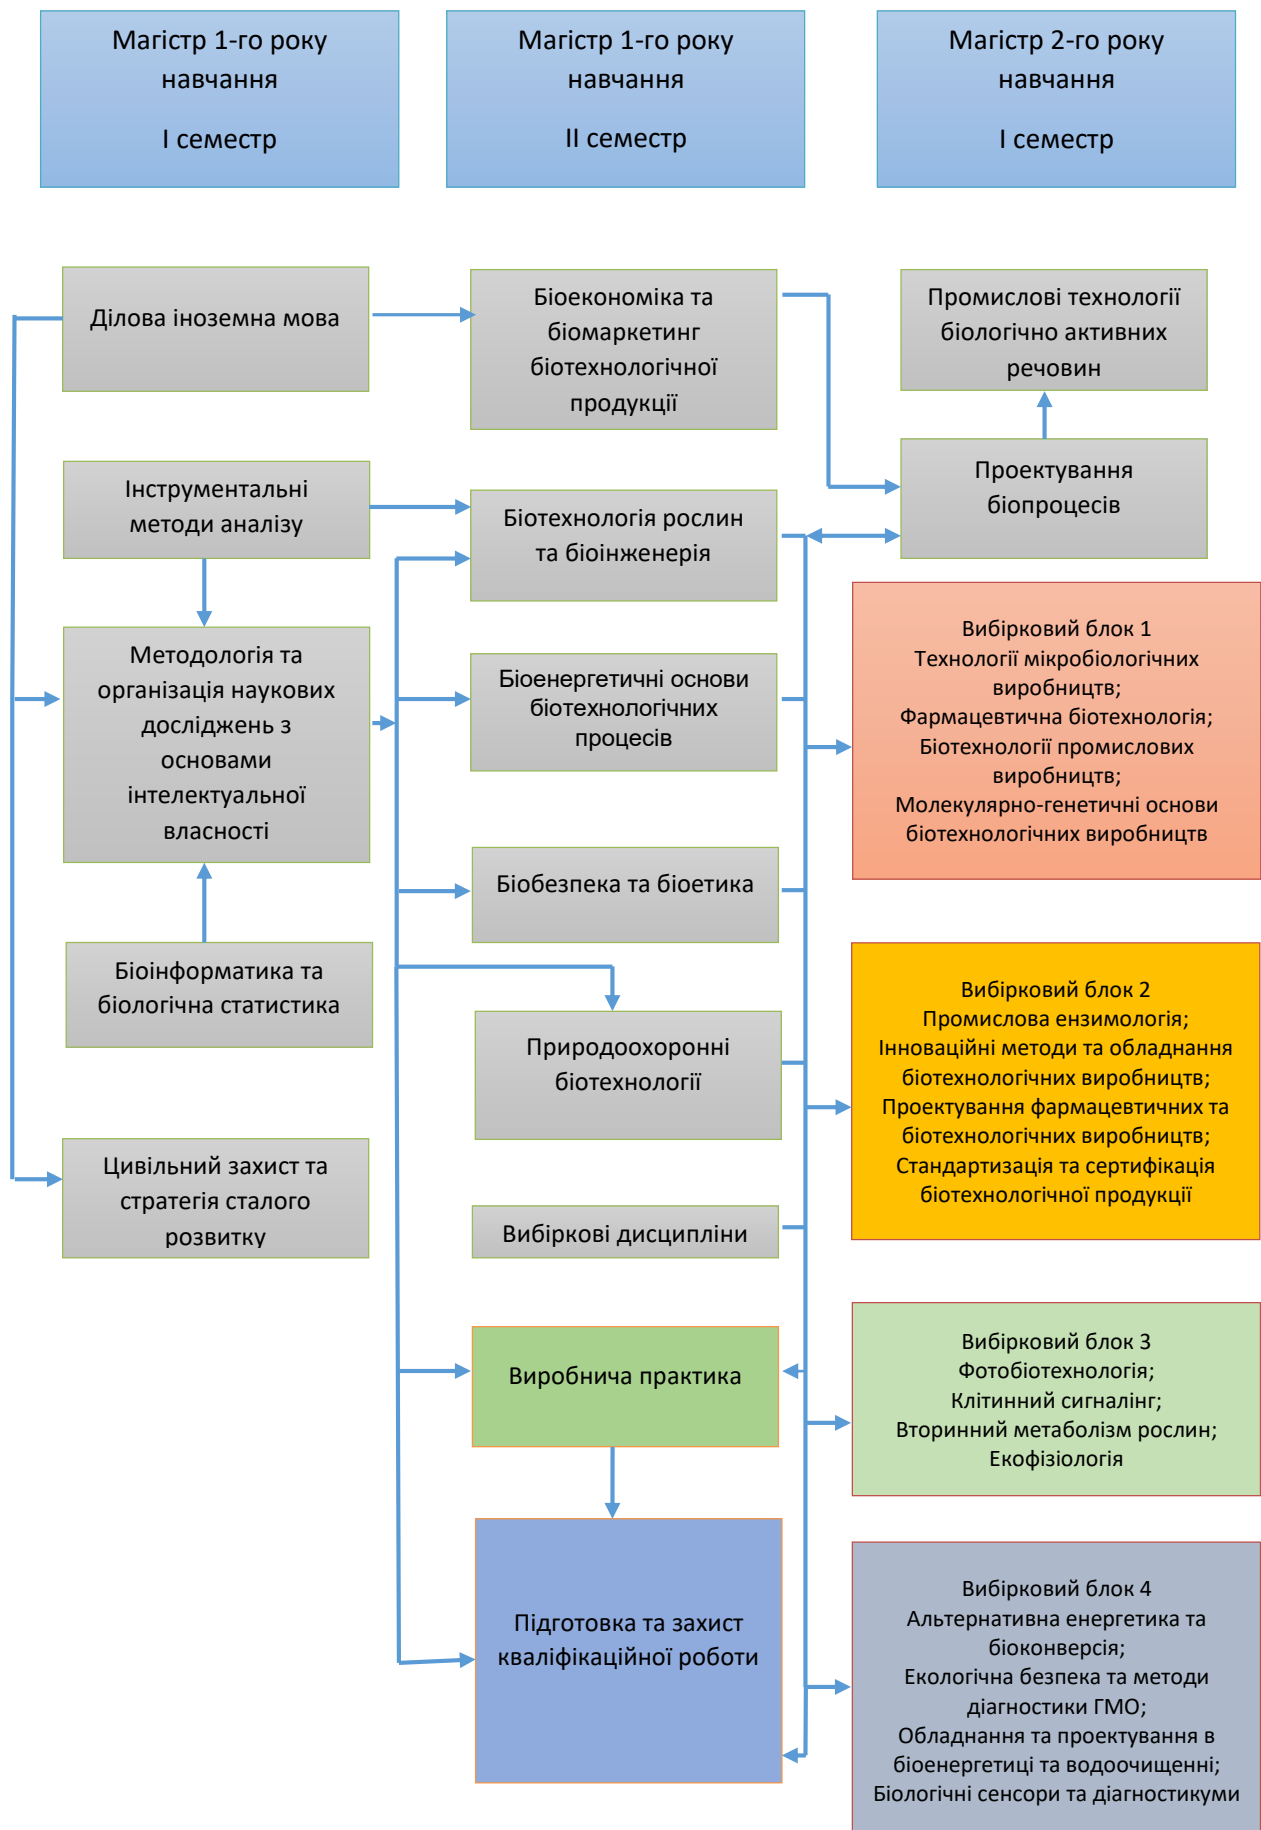 Магістр 1-го року
навчання
І семестр
Магістр 1-го року
навчання
ІІ семестр
Магістр 2-го року
навчання
І семестр
Ділова іноземна мова
Інструментальні
методи аналізу
Методологія та
організація наукових
досліджень з
основами
інтелектуальної
власності
Біоінформатика та
біологічна статистика
Цивільний захист та
стратегія сталого
розвитку
Біоекономіка та
біомаркетинг
біотехнологічної
продукції
Біотехнологія рослин
та біоінженерія
Біоенергетичні основи
біотехнологічних
процесів
Біобезпека та біоетика
Природоохоронні
біотехнології
Вибіркові дисципліни
Виробнича практика
Підготовка та захист
кваліфікаційної роботи
Промислові технології
біологічно активних
речовин
Проектування
біопроцесів
Вибірковий блок 1
Технології мікробіологічних
виробництв;
Фармацевтична біотехнологія;
Біотехнології промислових
виробництв;
Молекулярно-генетичні основи
біотехнологічних виробництв
Вибірковий блок 2
Промислова ензимологія;
Інноваційні методи та обладнання
біотехнологічних виробництв;
Проектування фармацевтичних та
біотехнологічних виробництв;
Стандартизація та сертифікація
біотехнологічної продукції
Вибірковий блок 3
Фотобіотехнологія;
Клітинний сигналінг;
Вторинний метаболізм рослин;
Екофізіологія
Вибірковий блок 4
Альтернативна енергетика та
біоконверсія;
Екологічна безпека та методи
діагностики ГМО;
Обладнання та проектування в
біоенергетиці та водоочищенні;
Біологічні сенсори та діагностикуми